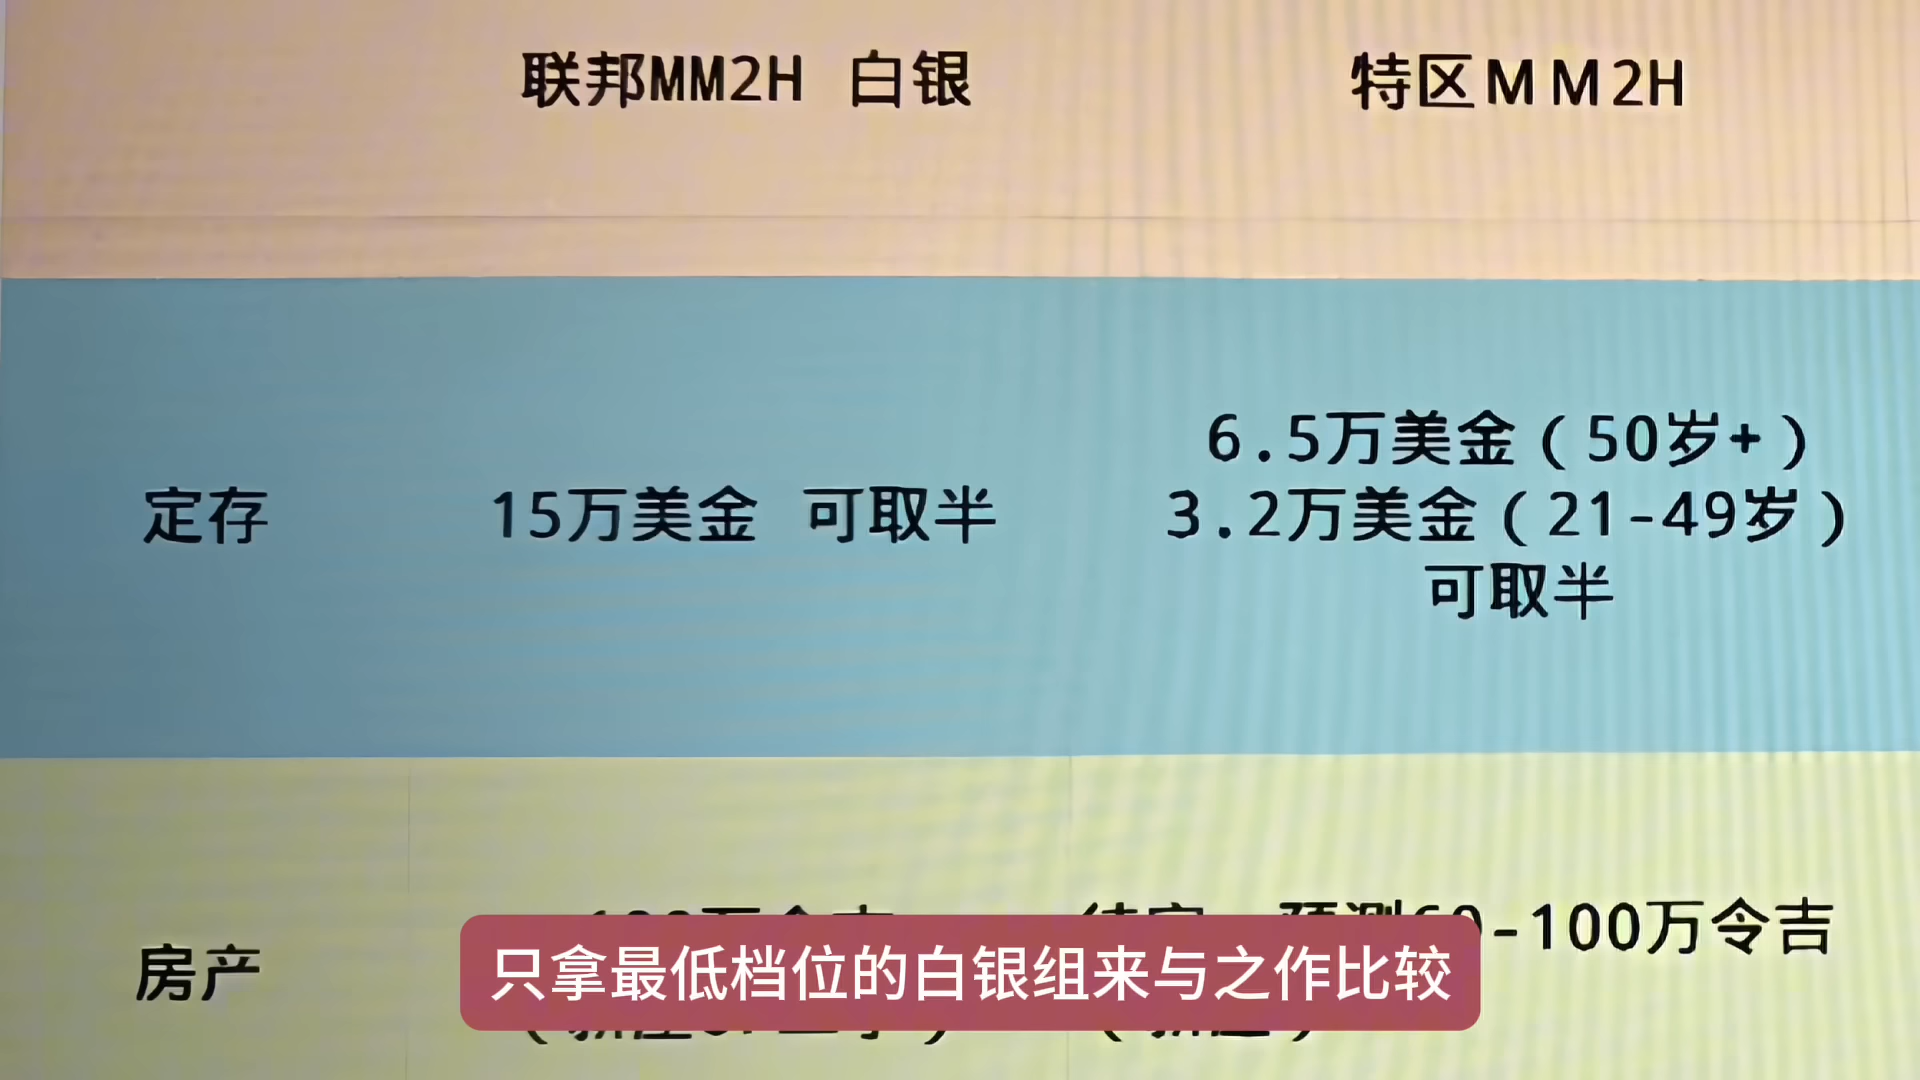 联邦MM2H 白银
特区MM2H
定存
15万美金 可取半
6.5万美金（50岁+）
3.2万美金（21-49岁）
可取半
房产
-100万令吉
只拿最低档位的白银组来与之作比较